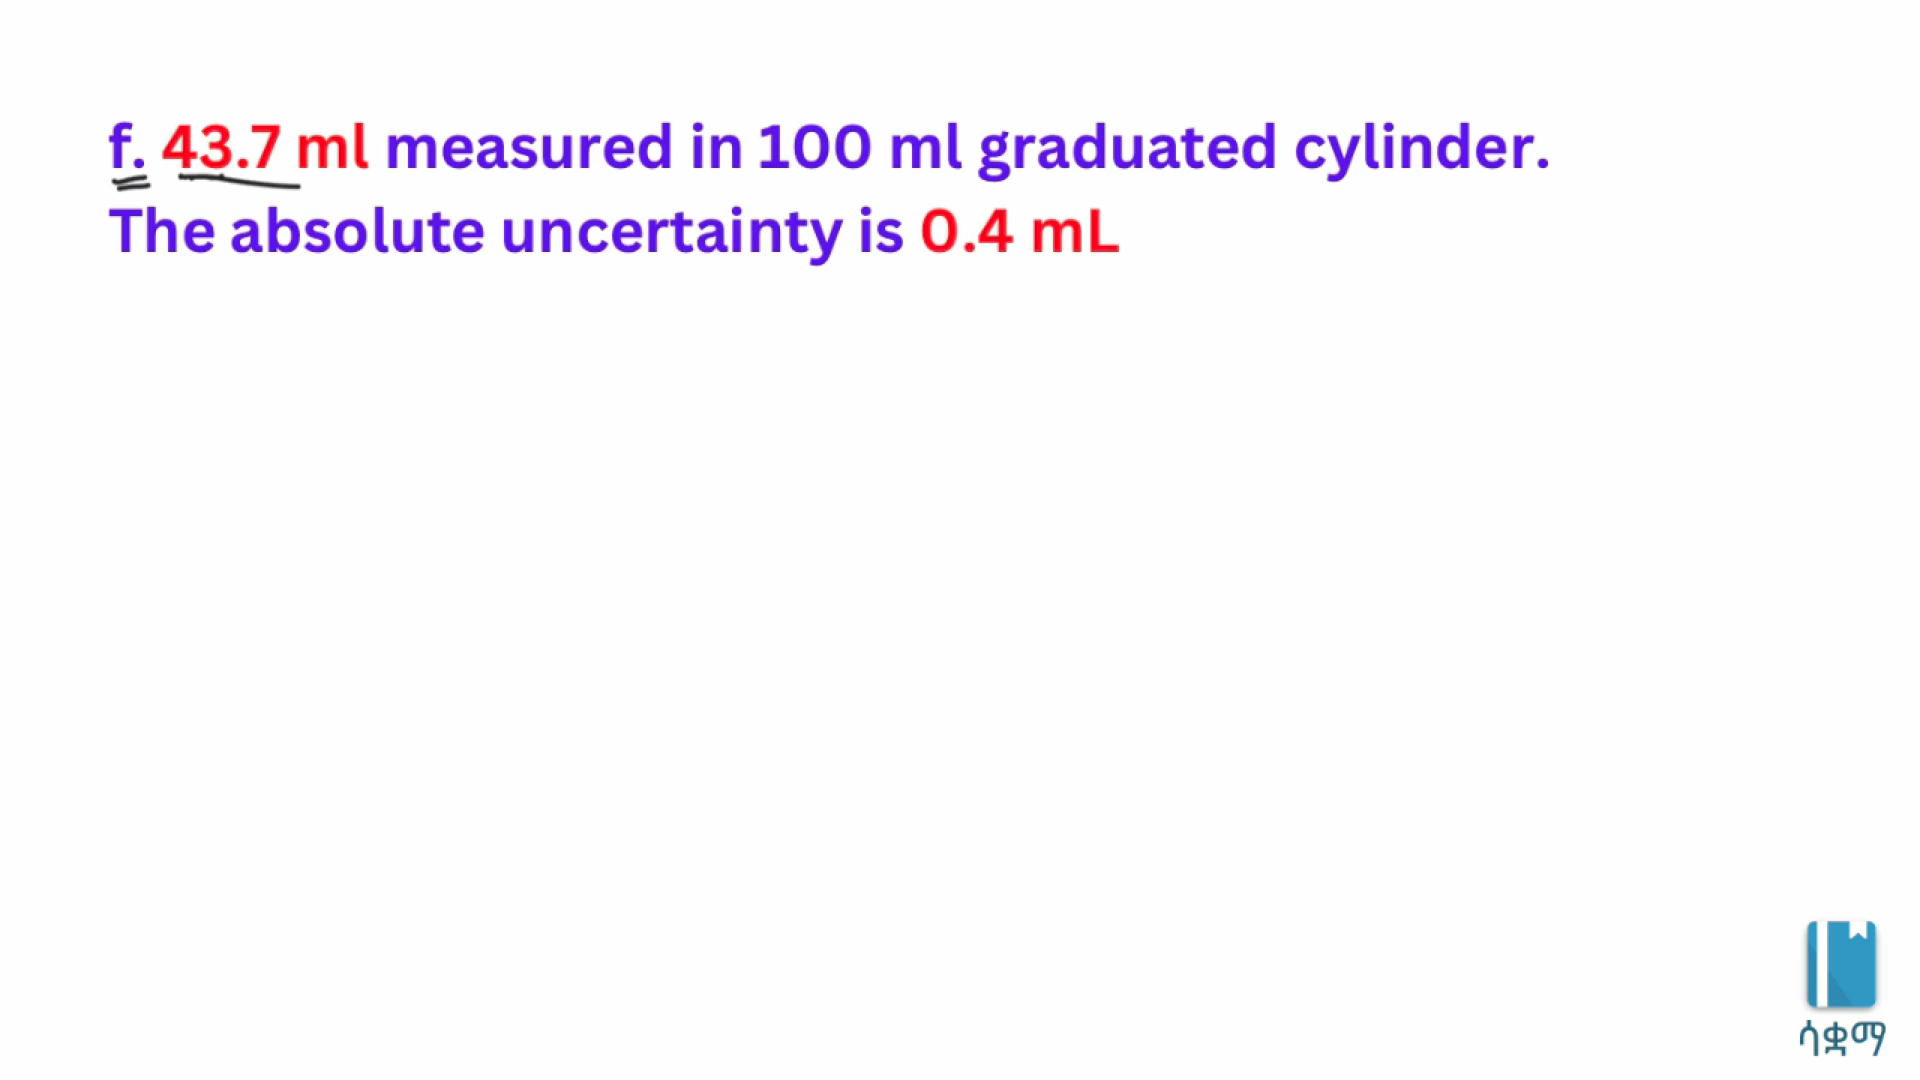 f. 43.7 ml measured in 100 ml graduated cylinder.
The absolute uncertainty is 0.4 mL
ሳቋማ